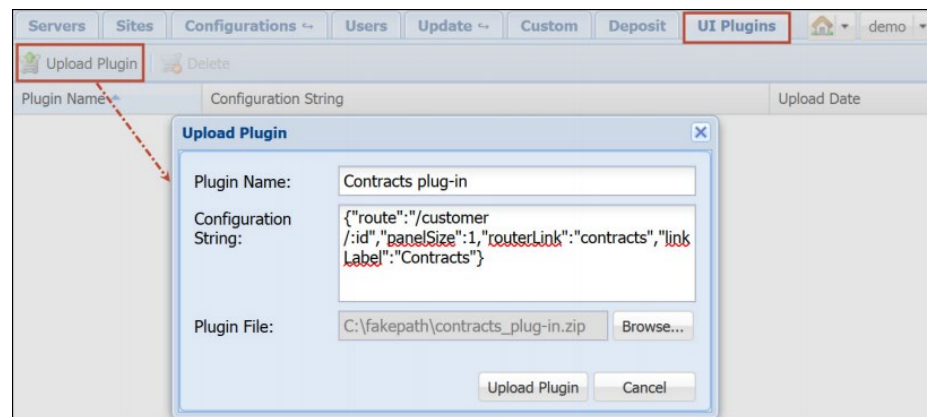 Servers Sites Configurations ↪ Users Update ↪ Custom Deposit UI Plugins demo
Upload Plugin Delete
Plugin Name Configuration String Upload Date
Upload Plugin
Plugin Name: Contracts plug-in
Configuration String: {"route":"/customer
/:id","panelSize":1,"routerLink":"contracts","link
Label":"Contracts"}
Plugin File: C:\fakepath\contracts_plug-in.zip Browse...
Upload Plugin Cancel